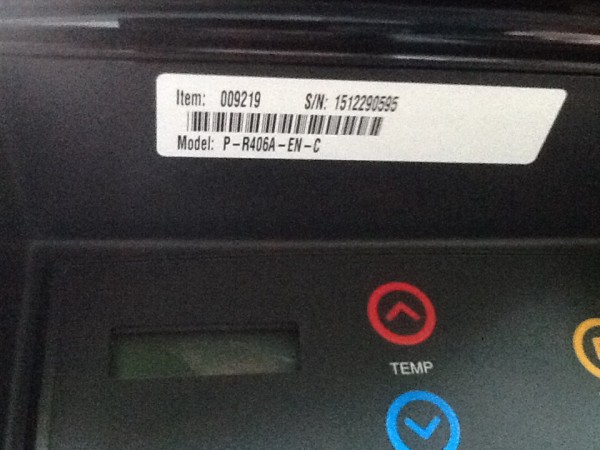 Item: 009219 S/N: 1512290595
Model: P-R406A-EN-C
TEMP